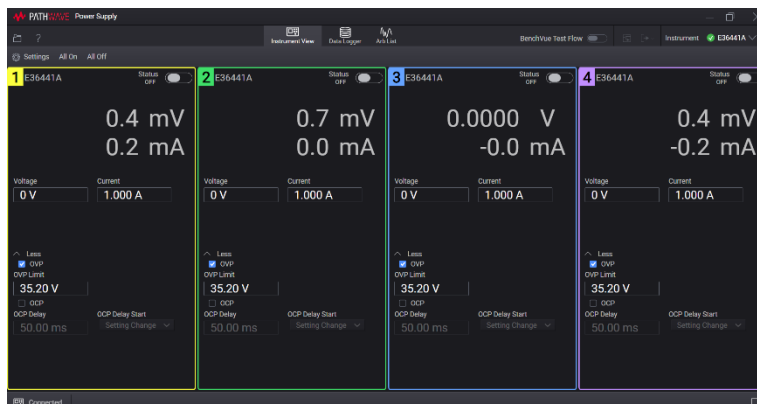 PATHWAVE Power Supply
?
Instrument View Data Logger Arb List BenchVue Test Flow Instrument E36441A
Settings All On All Off
1 E36441A Status OFF
0.4 mV
0.2 mA
Voltage Current
0 V 1.000 A
Less
OVP
OVP Limit
35.20 V
OCP
OCP Delay OCP Delay Start
50.00 ms Setting Change
2 E36441A Status OFF
0.7 mV
0.0 mA
Voltage Current
0 V 1.000 A
Less
OVP
OVP Limit
35.20 V
OCP
OCP Delay OCP Delay Start
50.00 ms Setting Change
3 E36441A Status OFF
0.0000 V
-0.0 mA
Voltage Current
0 V 1.000 A
Less
OVP
OVP Limit
35.20 V
OCP
OCP Delay OCP Delay Start
50.00 ms Setting Change
4 E36441A Status OFF
0.4 mV
-0.2 mA
Voltage Current
0 V 1.000 A
Less
OVP
OVP Limit
35.20 V
OCP
OCP Delay OCP Delay Start
50.00 ms Setting Change
Connected